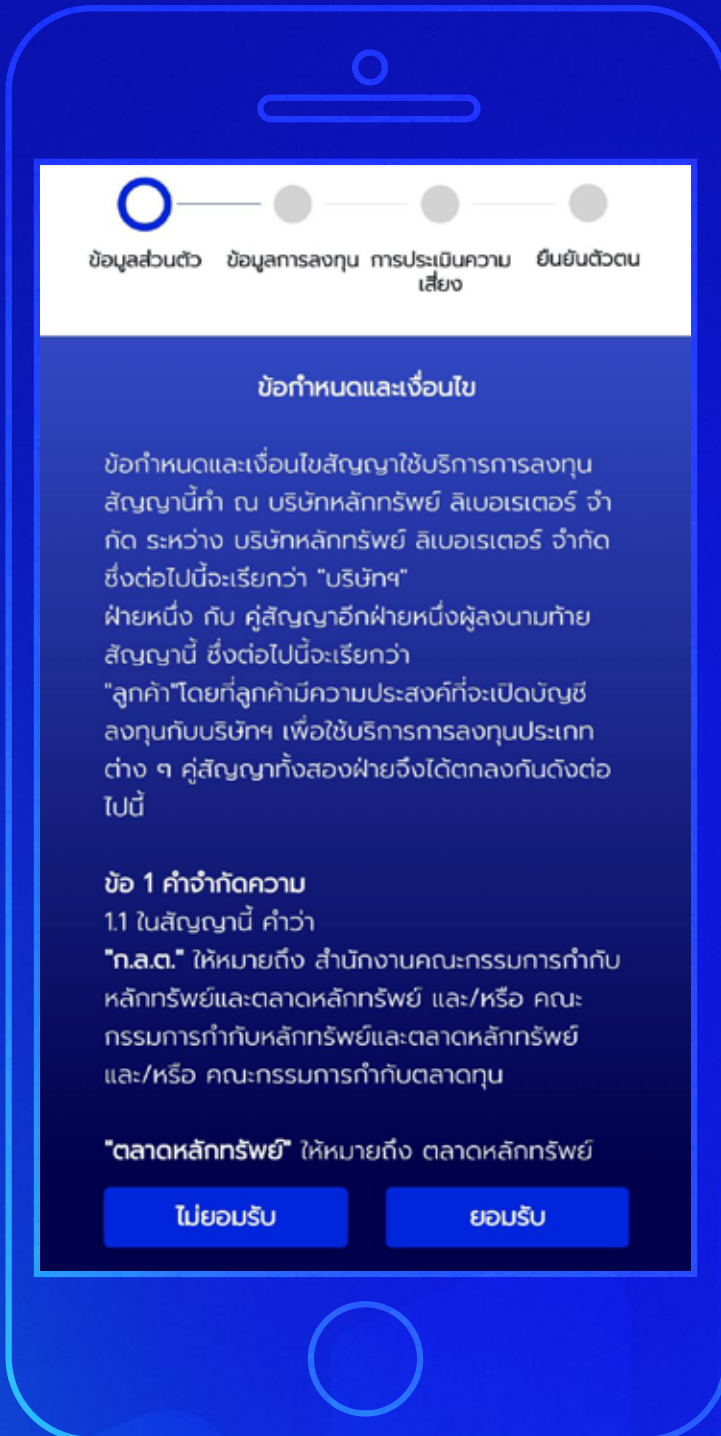 ข้อมูลส่วนตัว ข้อมูลการลงทุน การประเมินความเสี่ยง ยืนยันตัวตน
ข้อกำหนดและเงื่อนไข
ข้อกำหนดและเงื่อนไขสัญญาใช้บริการการลงทุน
สัญญานี้ทำ ณ บริษัทหลักทรัพย์ ลิเบอเรเตอร์ จำ
กัด ระหว่าง บริษัทหลักทรัพย์ ลิเบอเรเตอร์ จำกัด
ซึ่งต่อไปนี้จะเรียกว่า "บริษัทฯ"
ฝ่ายหนึ่ง กับ คู่สัญญาอีกฝ่ายหนึ่งผู้ลงนามท้าย
สัญญานี้ ซึ่งต่อไปนี้จะเรียกว่า
"ลูกค้า"โดยที่ลูกค้ามีความประสงค์ที่จะเปิดบัญชี
ลงทุนกับบริษัทฯ เพื่อใช้บริการการลงทุนประเภท
ต่าง ๆ คู่สัญญาทั้งสองฝ่ายจึงได้ตกลงกันดังต่อ
ไปนี้
ข้อ 1 คำจำกัดความ
1.1 ในสัญญานี้ คำว่า
"ก.ล.ต." ให้หมายถึง สำนักงานคณะกรรมการกำกับ
หลักทรัพย์และตลาดหลักทรัพย์ และ/หรือ คณะ
กรรมการกำกับหลักทรัพย์และตลาดหลักทรัพย์
และ/หรือ คณะกรรมการกำกับตลาดทุน
"ตลาดหลักทรัพย์" ให้หมายถึง ตลาดหลักทรัพย์
ไม่ยอมรับ ยอมรับ